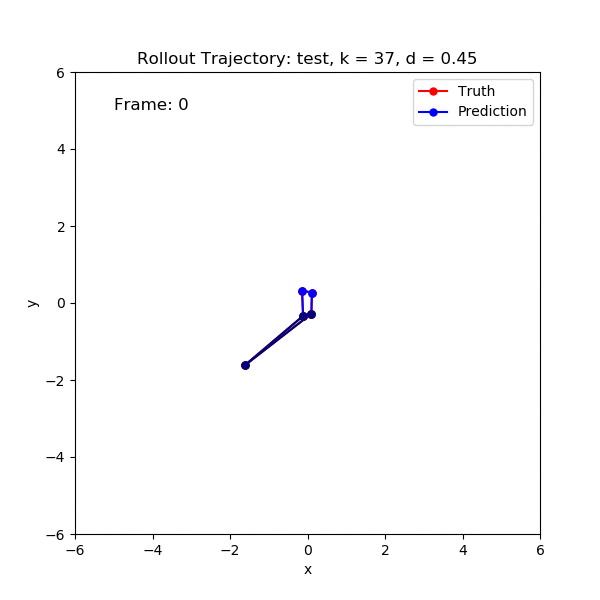 Rollout Trajectory: test, k = 37, d = 0.45
Frame: 0
Truth
Prediction
6
4
2
0
−2
−4
−6
y
−6 −4 −2 0 2 4 6
x